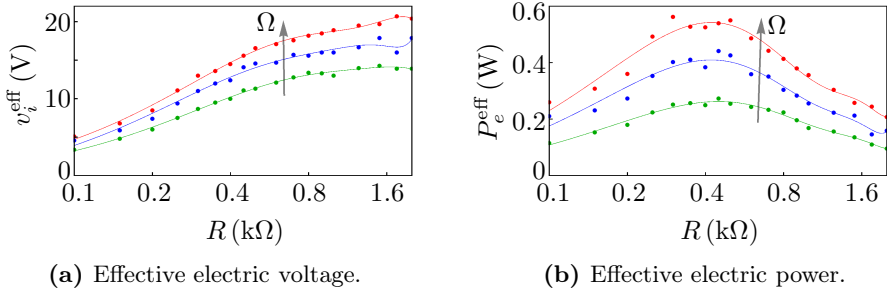 20
10
0
v_i^eff (V)
Ω
0.1 0.2 0.4 0.8 1.6
R (kΩ)
(a) Effective electric voltage.
0.6
0.4
0.2
0
P_e^eff (W)
Ω
0.1 0.2 0.4 0.8 1.6
R (kΩ)
(b) Effective electric power.